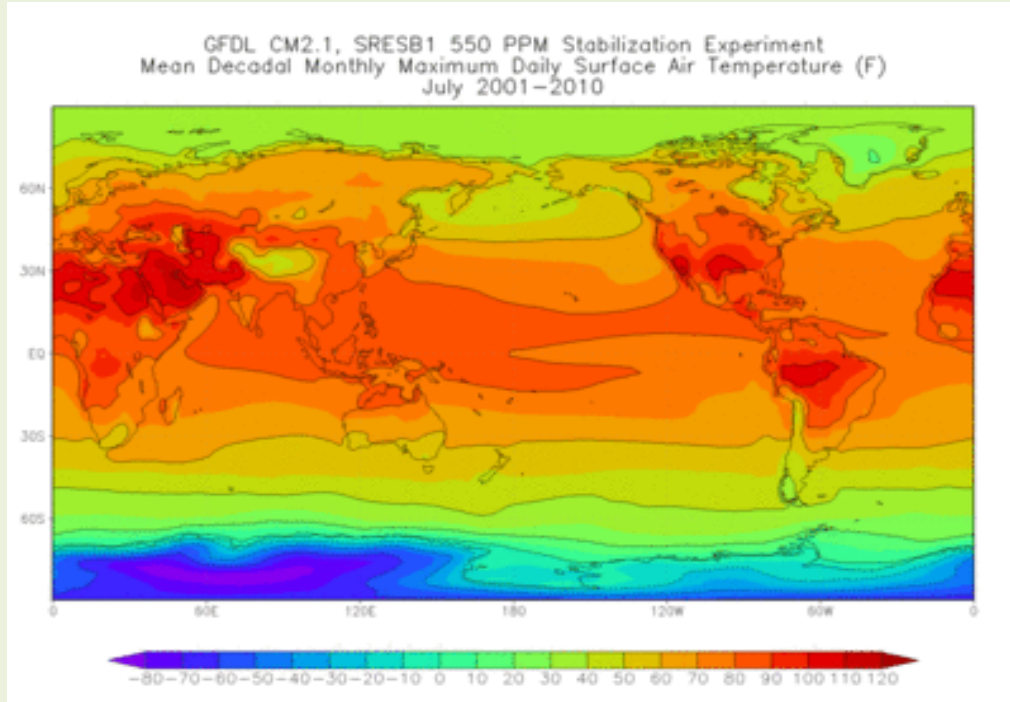 GFDL CM2.1, SRESB1 550 PPM Stabilization Experiment
Mean Decadal Monthly Maximum Daily Surface Air Temperature (F)
July 2001-2010
60N
30N
EQ
30S
60S
0 60E 120E 180 120W 60W 0
-80 -70 -60 -50 -40 -30 -20 -10 0 10 20 30 40 50 60 70 80 90 100 110 120